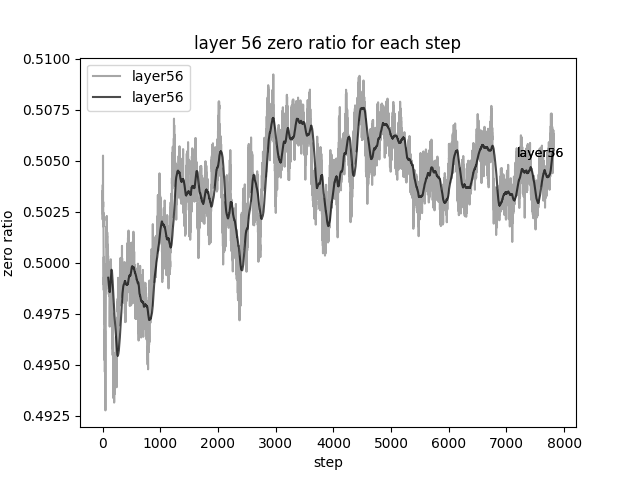 layer 56 zero ratio for each step
layer56
layer56
layer56
0.5100
0.5075
0.5050
0.5025
0.5000
0.4975
0.4950
0.4925
zero ratio
0 1000 2000 3000 4000 5000 6000 7000 8000
step